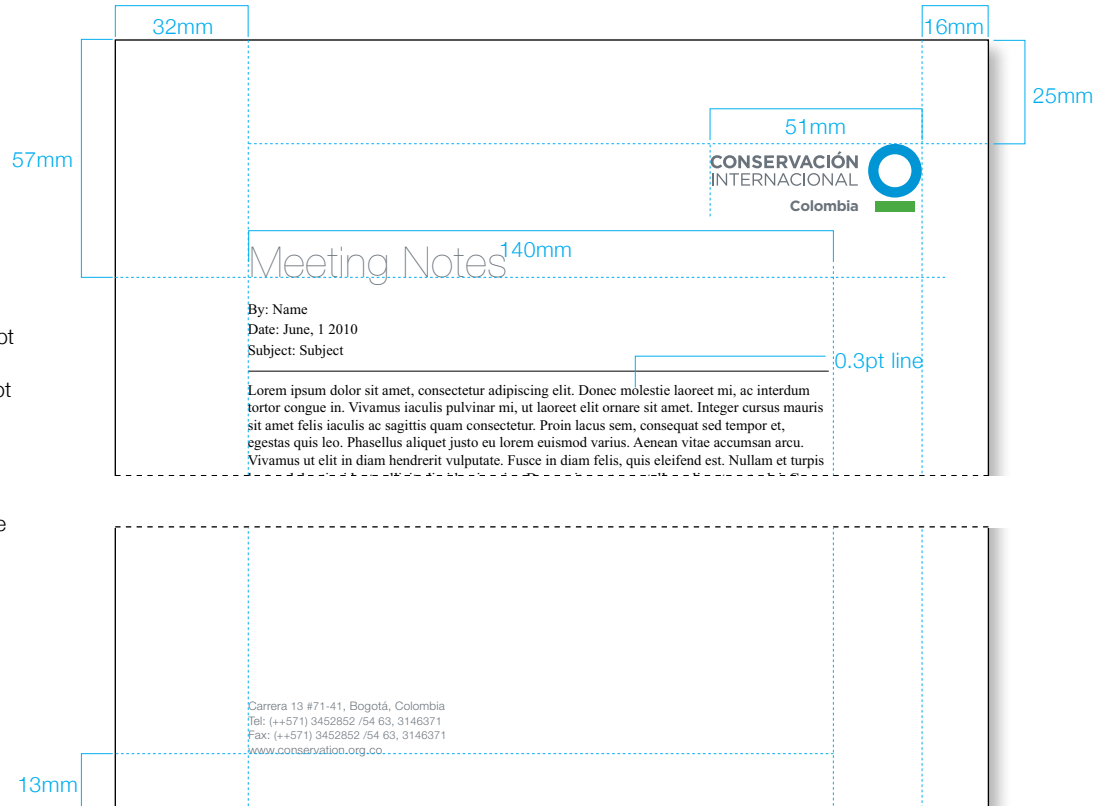 32mm
16mm
25mm
51mm
57mm
CONSERVACIÓN
INTERNACIONAL
Colombia
140mm
Meeting Notes
By: Name
Date: June, 1 2010
Subject: Subject
pt
0.3pt line
pt
Lorem ipsum dolor sit amet, consectetur adipiscing elit. Donec molestie laoreet mi, ac interdum
tortor congue in. Vivamus iaculis pulvinar mi, ut laoreet elit ornare sit amet. Integer cursus mauris
sit amet felis iaculis ac sagittis quam consectetur. Proin lacus sem, consequat sed tempor et,
egestas quis leo. Phasellus aliquet justo eu lorem euismod varius. Aenean vitae accumsan arcu.
Vivamus ut elit in diam hendrerit vulputate. Fusce in diam felis, quis eleifend est. Nullam et turpis
e
Carrera 13 #71-41, Bogotá, Colombia
Tel: (++571) 3452852 /54 63, 3146371
Fax: (++571) 3452852 /54 63, 3146371
www.conservation.org.co
13mm